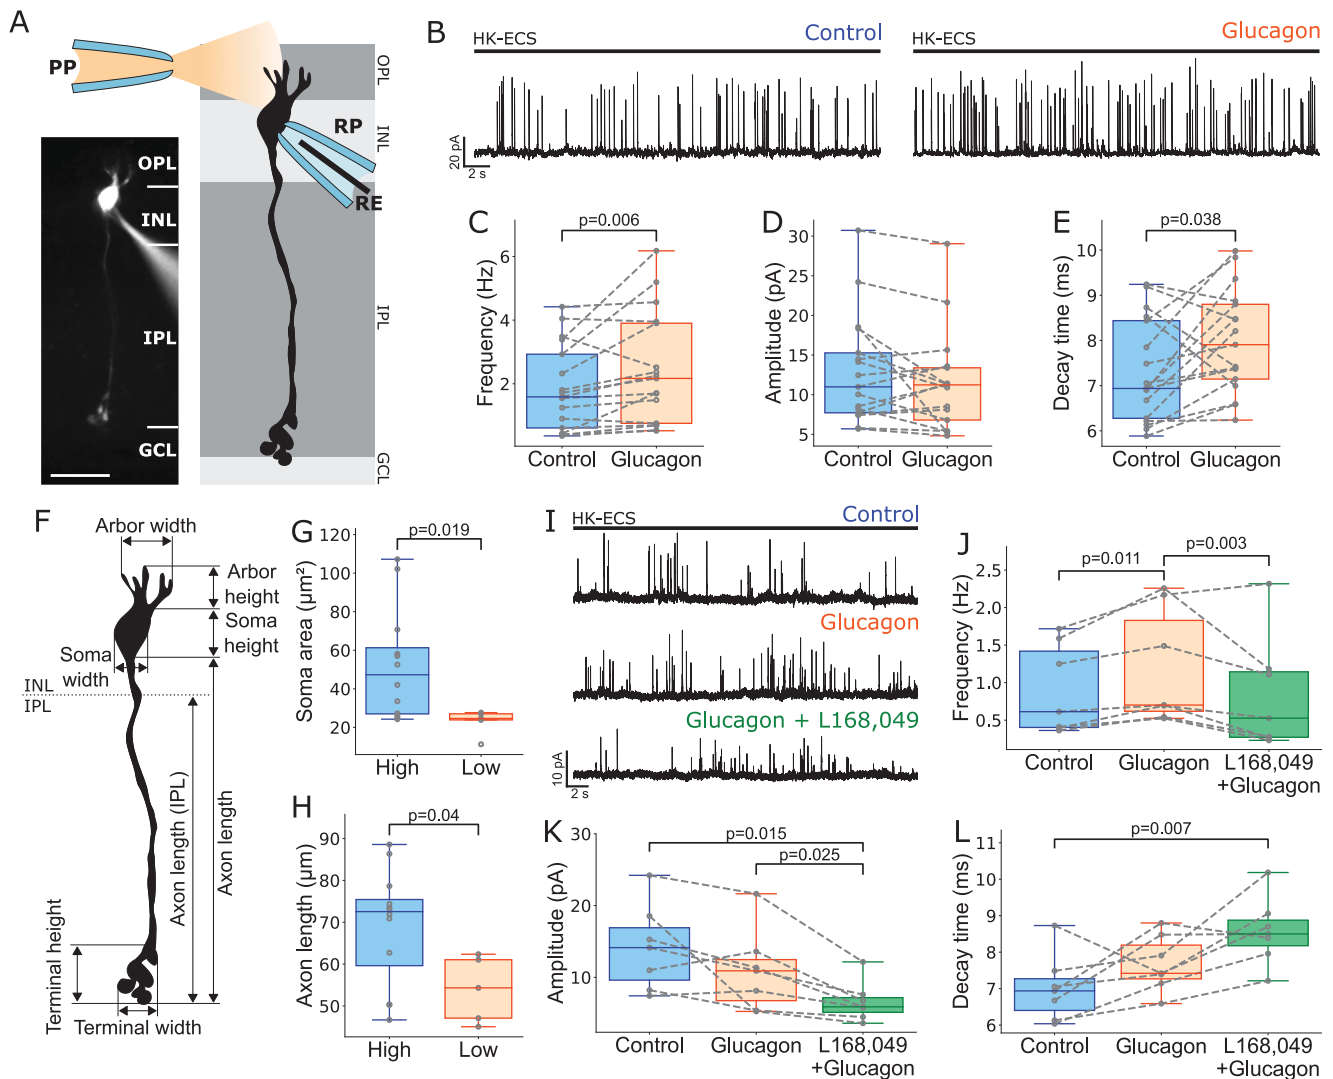 A
PP
OPL
INL
RP
RE
IPL
GCL
OPL
INL
IPL
GCL
B
HK-ECS
Control
HK-ECS
Glucagon
20 pA
2 s
C
p=0.006
Frequency (Hz)
6
4
2
Control
Glucagon
D
Amplitude (pA)
30
25
20
15
10
5
Control
Glucagon
E
p=0.038
Decay time (ms)
10
9
8
7
6
Control
Glucagon
F
Arbor width
Arbor
height
Soma
height
Soma
width
INL
IPL
Axon length (IPL)
Axon length
Terminal height
Terminal width
G
p=0.019
Soma area (µm²)
120
100
80
60
40
20
High
Low
H
p=0.04
Axon length (µm)
90
80
70
60
50
High
Low
I
HK-ECS
Control
Glucagon
Glucagon + L168,049
10 pA
2 s
J
p=0.011
p=0.003
Frequency (Hz)
2.5
2.0
1.5
1.0
0.5
Control
Glucagon
L168,049
+Glucagon
K
p=0.015
p=0.025
Amplitude (pA)
30
20
10
Control
Glucagon
L168,049
+Glucagon
L
p=0.007
Decay time (ms)
11
10
9
8
7
6
Control
Glucagon
L168,049
+Glucagon